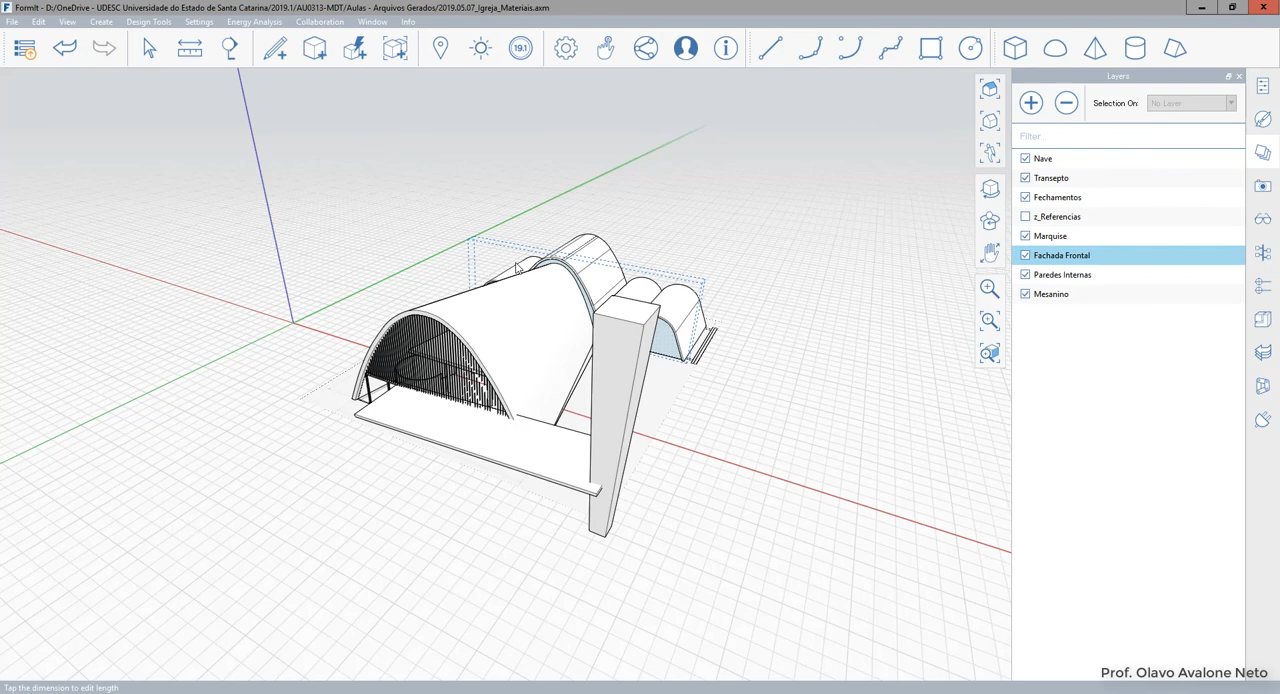 FormIt - D:/OneDrive - UDESC Universidade do Estado de Santa Catarina/2019.1/AU0313-MDT/Aulas - Arquivos Gerados/2019.05.07_Igreja_Materiais.axm
File Edit View Create Design Tools Settings Energy Analysis Collaboration Window Info
19.1
Layers
Selection On: No Layer
Filter...
Nave
Transepto
Fechamentos
z_Referencias
Marquise
Fachada Frontal
Paredes Internas
Mesanino
Prof. Olavo Avalone Neto
Tap the dimension to edit length